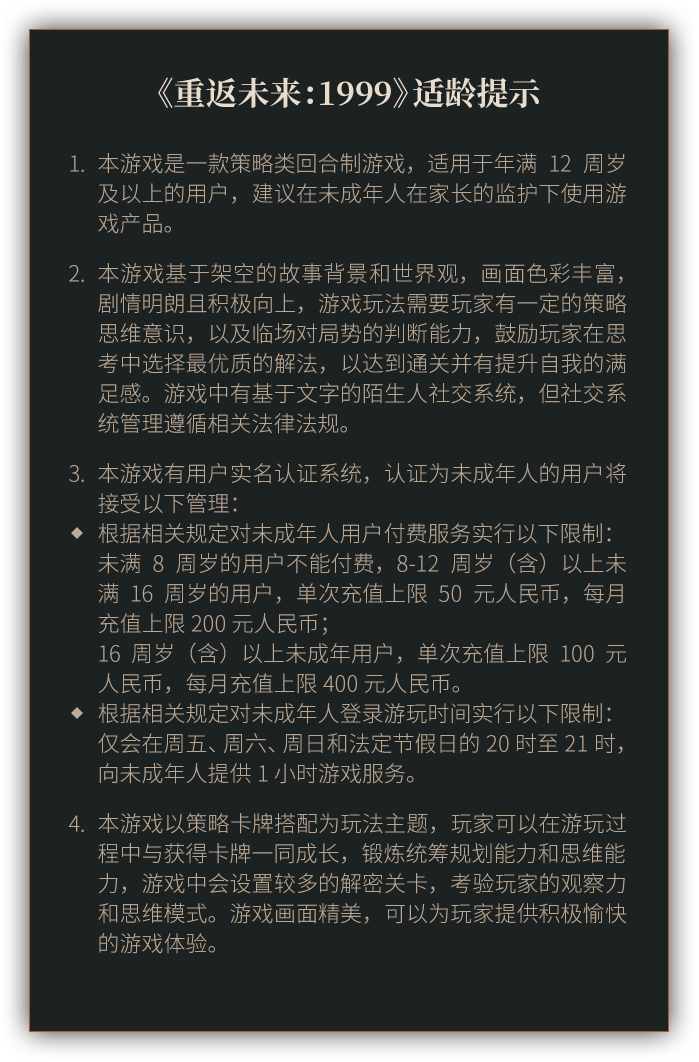 《重返未来:1999》适龄提示
1. 本游戏是一款策略类回合制游戏，适用于年满 12 周岁
及以上的用户，建议在未成年人在家长的监护下使用游
戏产品。
2. 本游戏基于架空的故事背景和世界观，画面色彩丰富，
剧情明朗且积极向上，游戏玩法需要玩家有一定的策略
思维意识，以及临场对局势的判断能力，鼓励玩家在思
考中选择最优质的解法，以达到通关并有提升自我的满
足感。游戏中有基于文字的陌生人社交系统，但社交系
统管理遵循相关法律法规。
3. 本游戏有用户实名认证系统，认证为未成年人的用户将
接受以下管理：
◆ 根据相关规定对未成年人用户付费服务实行以下限制：
未满 8 周岁的用户不能付费，8-12 周岁（含）以上未
满 16 周岁的用户，单次充值上限 50 元人民币，每月
充值上限 200 元人民币；
16 周岁（含）以上未成年用户，单次充值上限 100 元
人民币，每月充值上限 400 元人民币。
◆ 根据相关规定对未成年人登录游玩时间实行以下限制：
仅会在周五、周六、周日和法定节假日的 20 时至 21 时，
向未成年人提供 1 小时游戏服务。
4. 本游戏以策略卡牌搭配为玩法主题，玩家可以在游玩过
程中与获得卡牌一同成长，锻炼统筹规划能力和思维能
力，游戏中会设置较多的解密关卡，考验玩家的观察力
和思维模式。游戏画面精美，可以为玩家提供积极愉快
的游戏体验。